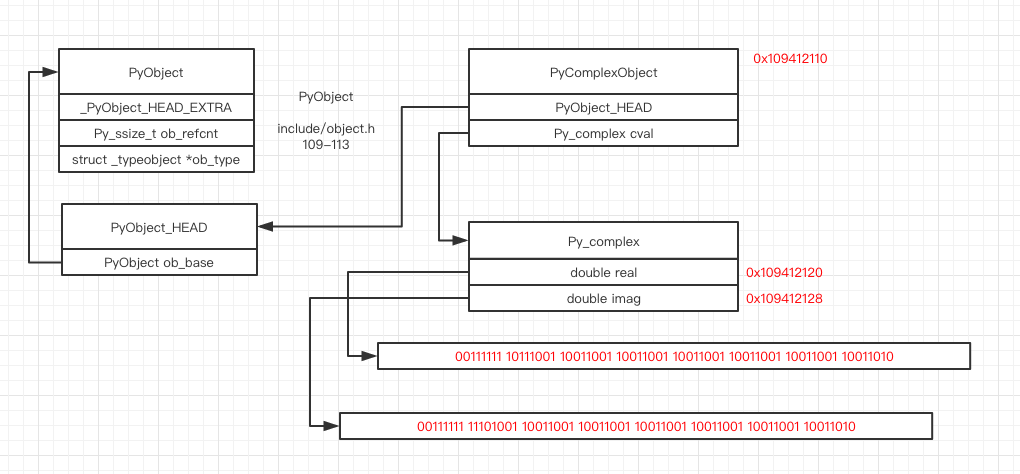 PyObject
_PyObject_HEAD_EXTRA
Py_ssize_t ob_refcnt
struct _typeobject *ob_type
PyObject
include/object.h
109-113
PyObject_HEAD
PyObject ob_base
PyComplexObject
0x109412110
PyObject_HEAD
Py_complex cval
Py_complex
double real
0x109412120
double imag
0x109412128
00111111 10111001 10011001 10011001 10011001 10011001 10011001 10011010
00111111 11101001 10011001 10011001 10011001 10011001 10011001 10011010